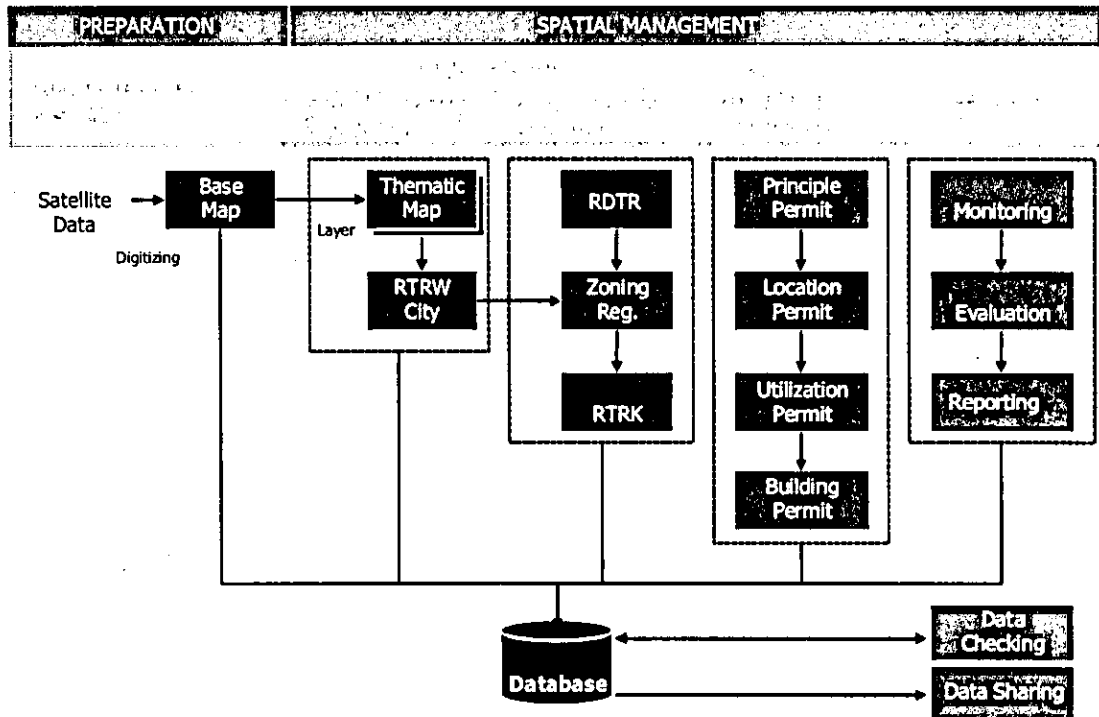 PREPARATION
SPATIAL MANAGEMENT
Satellite
Data
Base
Map
Digitizing
Thematic
Map
Layer
RTRW
City
RDTR
Zoning
Reg.
RTRK
Principle
Permit
Location
Permit
Utilization
Permit
Building
Permit
Monitoring
Evaluation
Reporting
Database
Data
Checking
Data Sharing